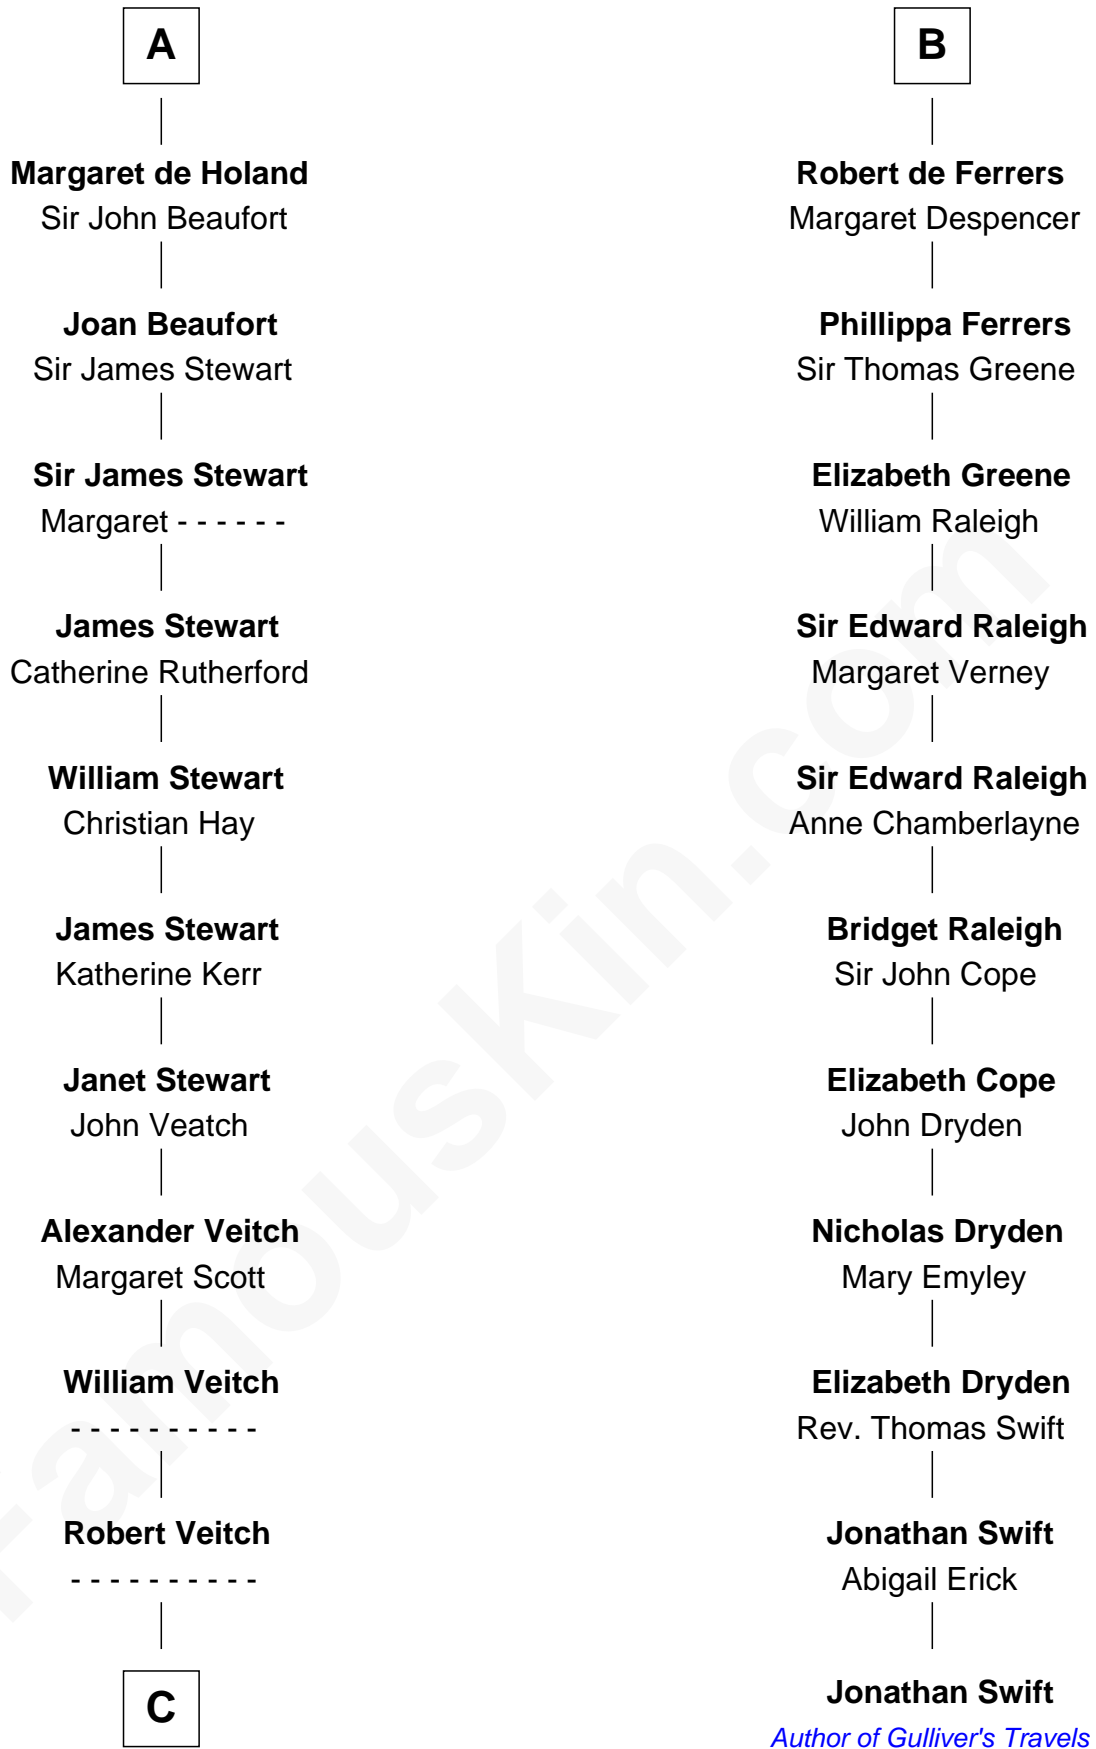 A
Margaret de Holand
Sir John Beaufort
Joan Beaufort
Sir James Stewart
Sir James Stewart
Margaret - - - - - -
James Stewart
Catherine Rutherford
William Stewart
Christian Hay
James Stewart
Katherine Kerr
Janet Stewart
John Veatch
Alexander Veitch
Margaret Scott
William Veitch
- - - - - - - - - -
Robert Veitch
- - - - - - - - - -
C
B
Robert de Ferrers
Margaret Despencer
Phillippa Ferrers
Sir Thomas Greene
Elizabeth Greene
William Raleigh
Sir Edward Raleigh
Margaret Verney
Sir Edward Raleigh
Anne Chamberlayne
Bridget Raleigh
Sir John Cope
Elizabeth Cope
John Dryden
Nicholas Dryden
Mary Emyley
Elizabeth Dryden
Rev. Thomas Swift
Jonathan Swift
Abigail Erick
Jonathan Swift
Author of Gulliver's Travels
FamousKin.com